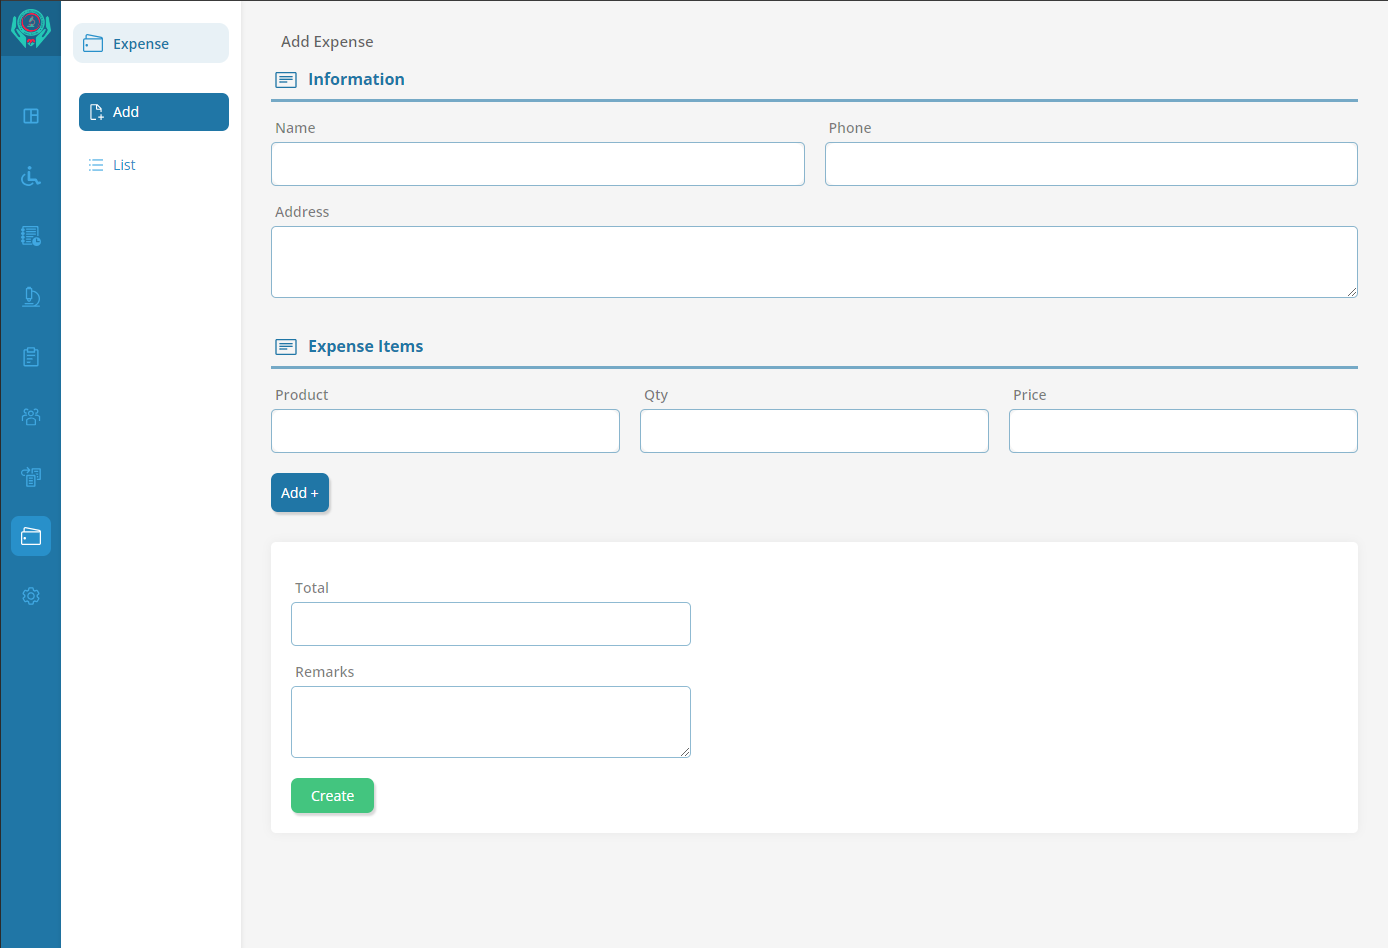 Expense
Add
List
Add Expense
Information
Name
Phone
Address
Expense Items
Product
Qty
Price
Add +
Total
Remarks
Create